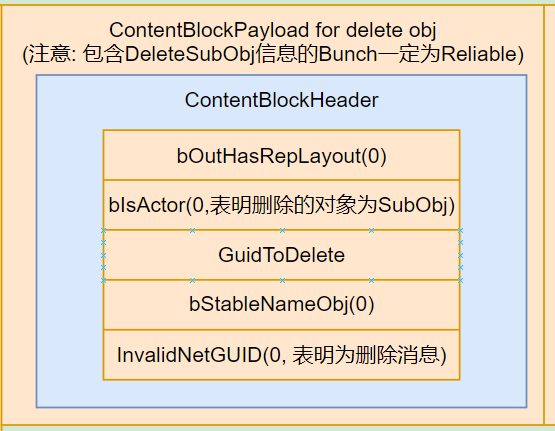 ContentBlockPayload for delete obj
(注意: 包含DeleteSubObj信息的Bunch一定为Reliable)
ContentBlockHeader
bOutHasRepLayout(0)
bIsActor(0,表明删除的对象为SubObj)
GuidToDelete
bStableNameObj(0)
InvalidNetGUID(0, 表明为删除消息)